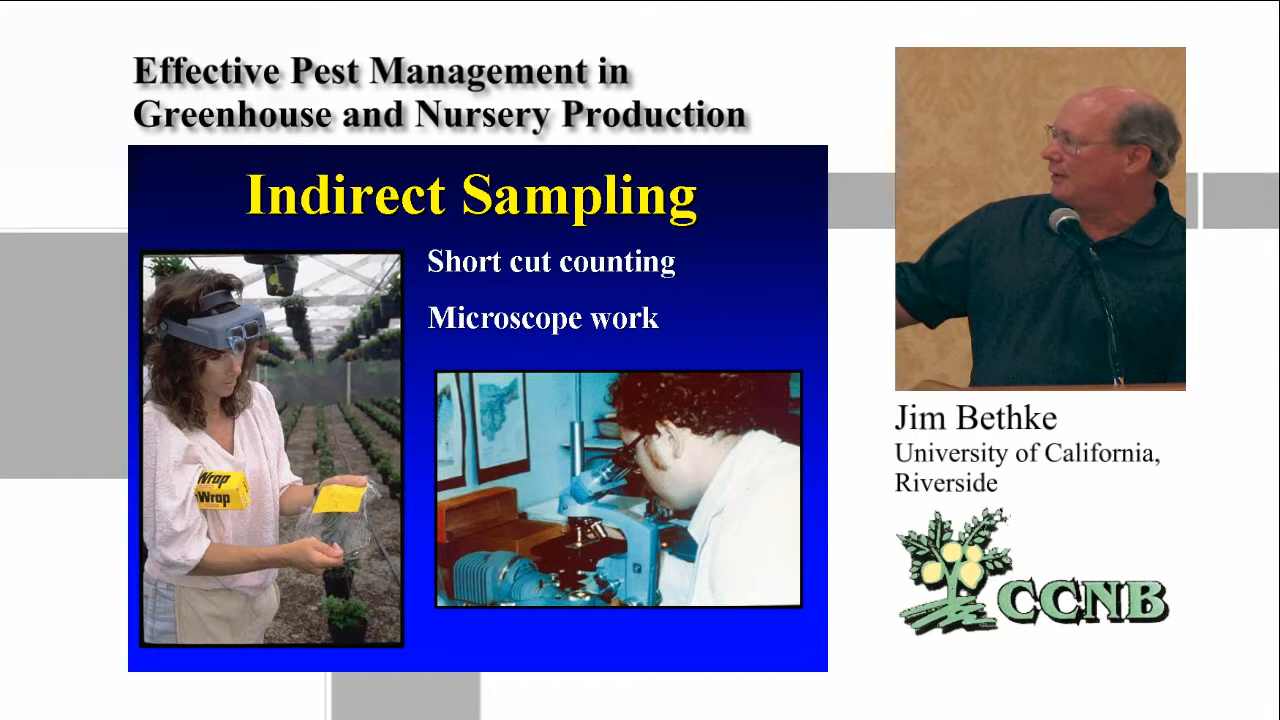 Effective Pest Management in
Greenhouse and Nursery Production
Indirect Sampling
Short cut counting
Microscope work
Wrap
Wrap
Jim Bethke
University of California,
Riverside
CCNB